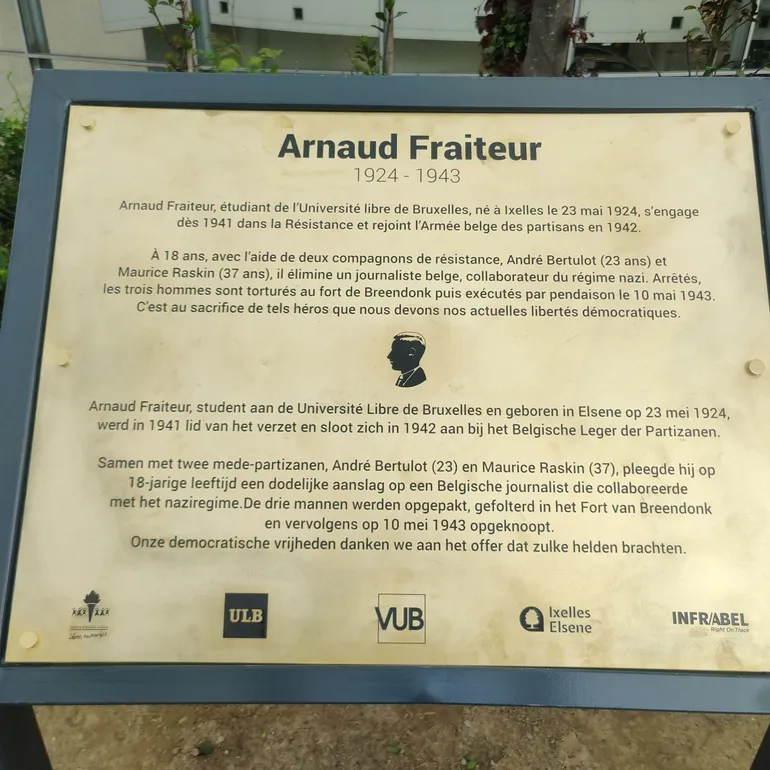 Arnaud Fraiteur
1924 - 1943
Arnaud Fraiteur, étudiant de l'Université libre de Bruxelles, né à Ixelles le 23 mai 1924, s'engage
dès 1941 dans la Résistance et rejoint l'Armée belge des partisans en 1942.
À 18 ans, avec l'aide de deux compagnons de résistance, André Bertulot (23 ans) et
Maurice Raskin (37 ans), il élimine un journaliste belge, collaborateur du régime nazi. Arrêtés,
les trois hommes sont torturés au fort de Breendonk puis exécutés par pendaison le 10 mai 1943.
C'est au sacrifice de tels héros que nous devons nos actuelles libertés démocratiques.
Arnaud Fraiteur, student aan de Université Libre de Bruxelles en geboren in Elsene op 23 mei 1924,
werd in 1941 lid van het verzet en sloot zich in 1942 aan bij het Belgische Leger der Partizanen.
Samen met twee mede-partizanen, André Bertulot (23) en Maurice Raskin (37), pleegde hij op
18-jarige leeftijd een dodelijke aanslag op een Belgische journalist die collaboreerde
met het naziregime.De drie mannen werden opgepakt, gefolterd in het Fort van Breendonk
en vervolgens op 10 mei 1943 opgeknoopt.
Onze democratische vrijheden danken we aan het offer dat zulke helden brachten.
ULB
VUB
Ixelles
Elsene
INFR/ABEL
Right On Track